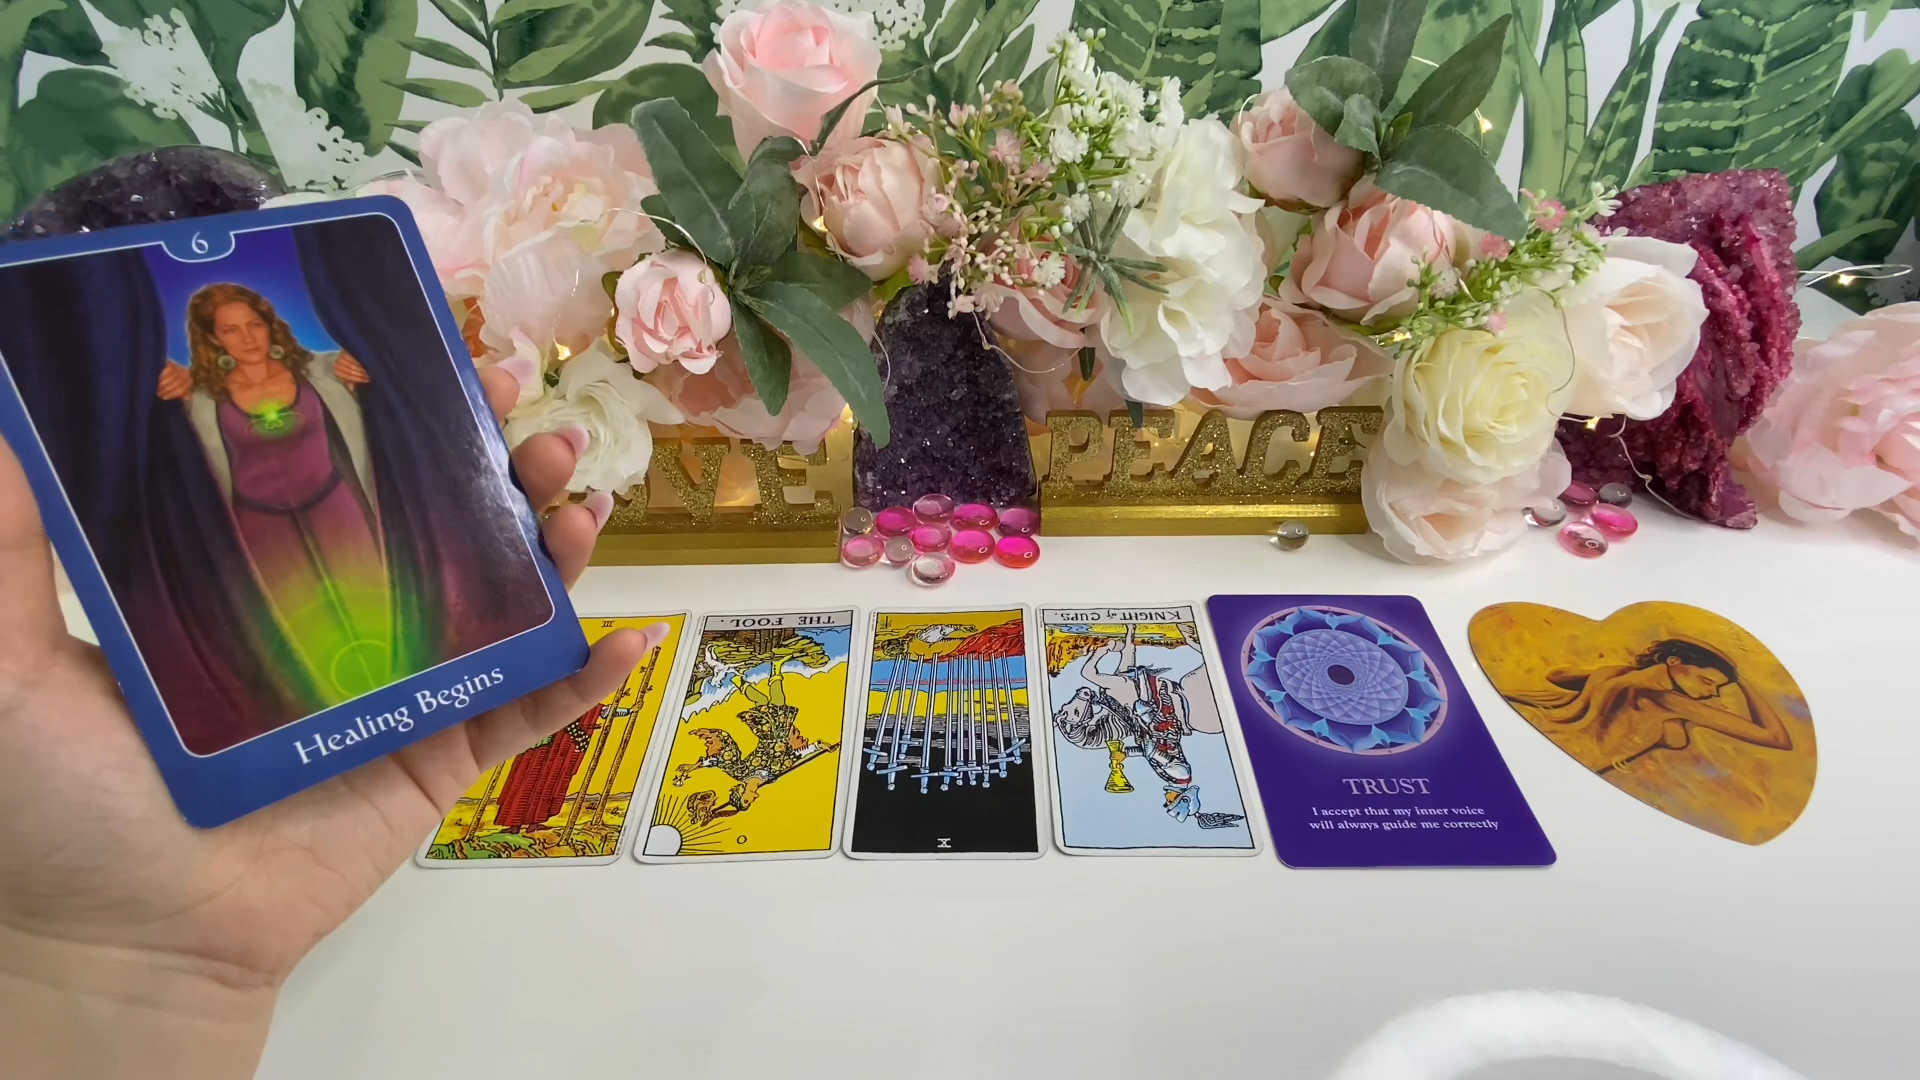 6
Healing Begins
OVE
PEACE
III
THE FOOL.
0
X
KNIGHT of CUPS.
TRUST
I accept that my inner voice
will always guide me correctly